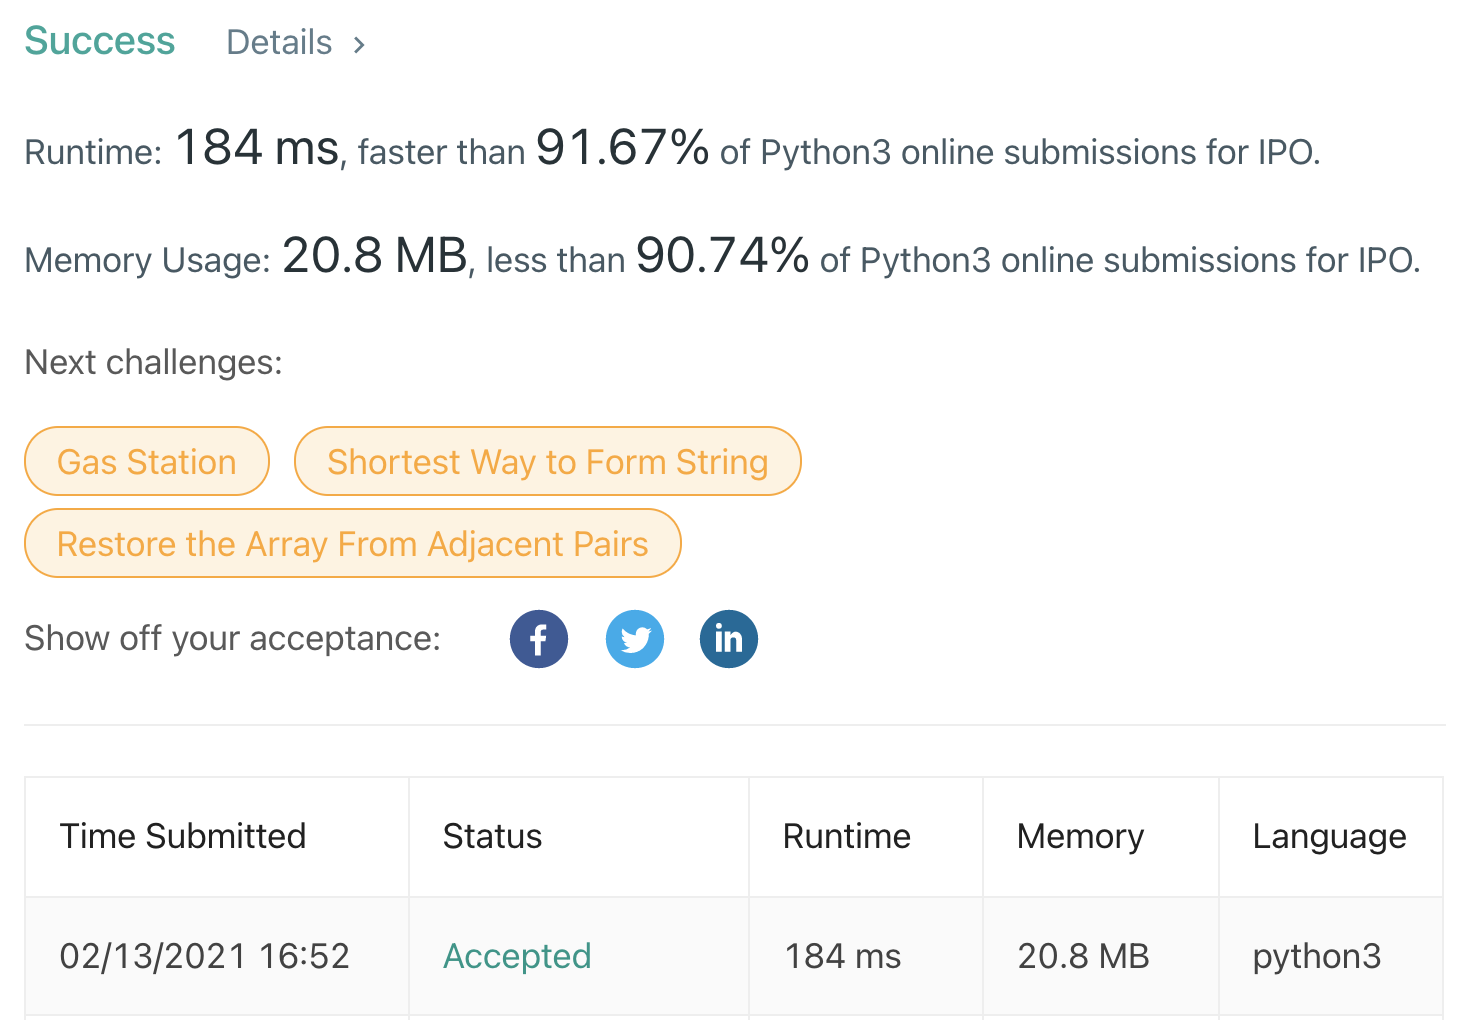 Success Details >
Runtime: 184 ms, faster than 91.67% of Python3 online submissions for IPO.
Memory Usage: 20.8 MB, less than 90.74% of Python3 online submissions for IPO.
Next challenges:
Gas Station Shortest Way to Form String
Restore the Array From Adjacent Pairs
Show off your acceptance: f in
Time Submitted Status Runtime Memory Language
02/13/2021 16:52 Accepted 184 ms 20.8 MB python3